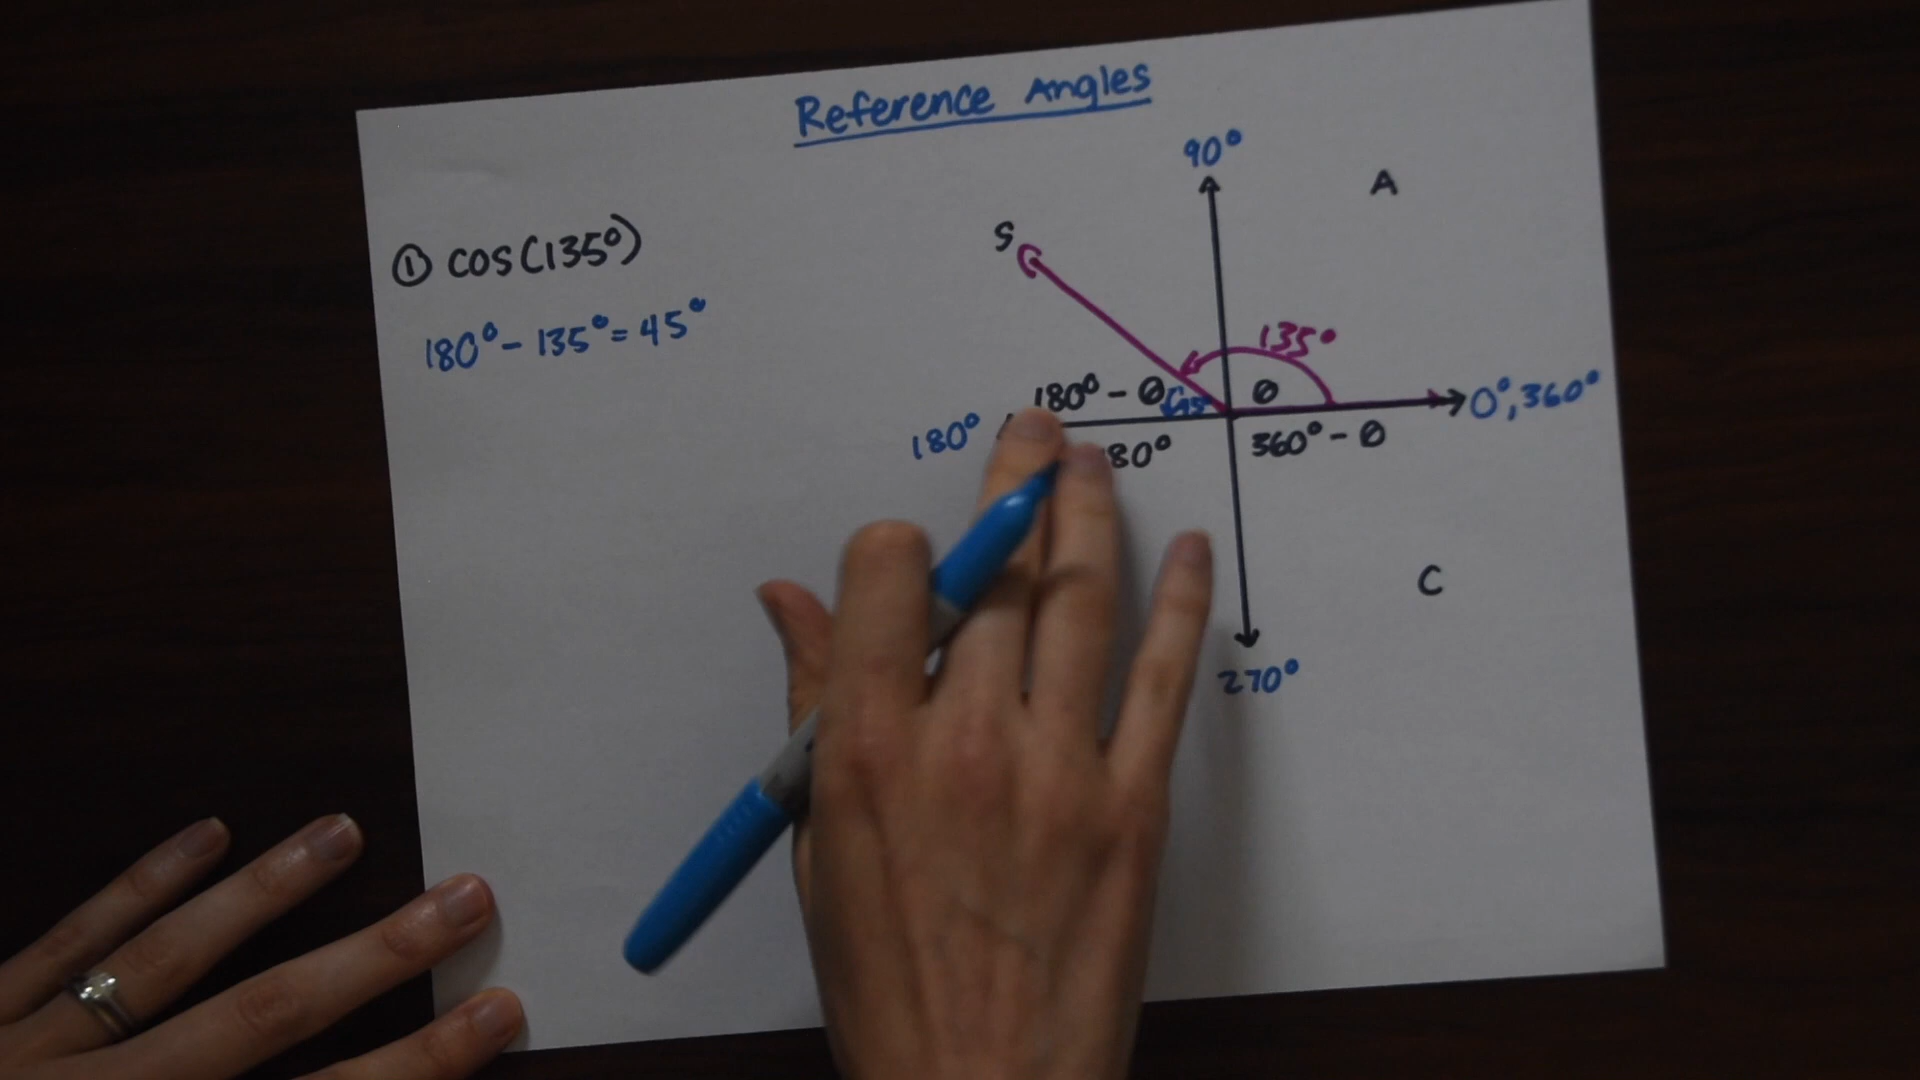 Reference Angles
90°
A
① cos(135°)
S
180° - 135° = 45°
135°
180° - θ
45°
θ
0°, 360°
180°
80°
360° - θ
C
270°